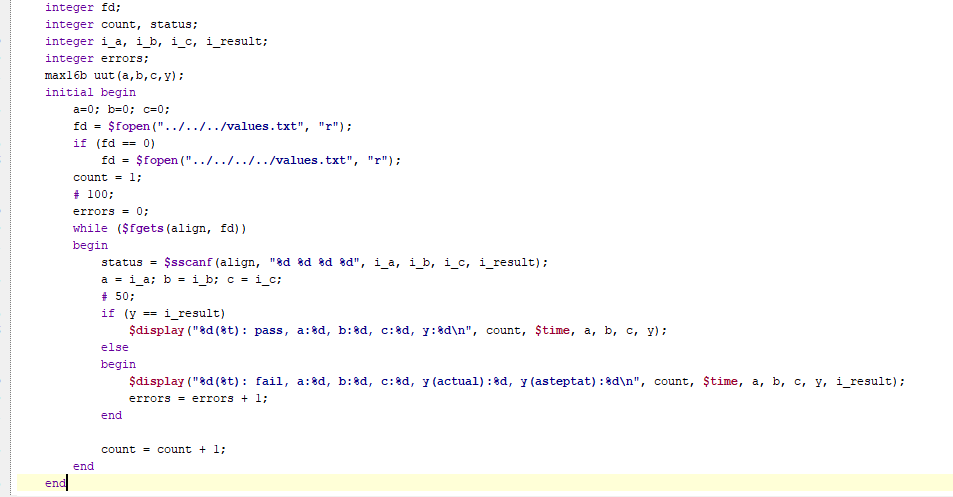 integer fd;
integer count, status;
integer i_a, i_b, i_c, i_result;
integer errors;
max16b uut(a,b,c,y);
initial begin
a=0; b=0; c=0;
fd = $fopen("../../../values.txt", "r");
if (fd == 0)
fd = $fopen("../../../../values.txt", "r");
count = 1;
# 100;
errors = 0;
while ($fgets(align, fd))
begin
status = $sscanf(align, "%d %d %d %d", i_a, i_b, i_c, i_result);
a = i_a; b = i_b; c = i_c;
# 50;
if (y == i_result)
$display("%d(%t): pass, a:%d, b:%d, c:%d, y:%d\n", count, $time, a, b, c, y);
else
begin
$display("%d(%t): fail, a:%d, b:%d, c:%d, y(actual):%d, y(asteptat):%d\n", count, $time, a, b, c, y, i_result);
errors = errors + 1;
end
count = count + 1;
end
end